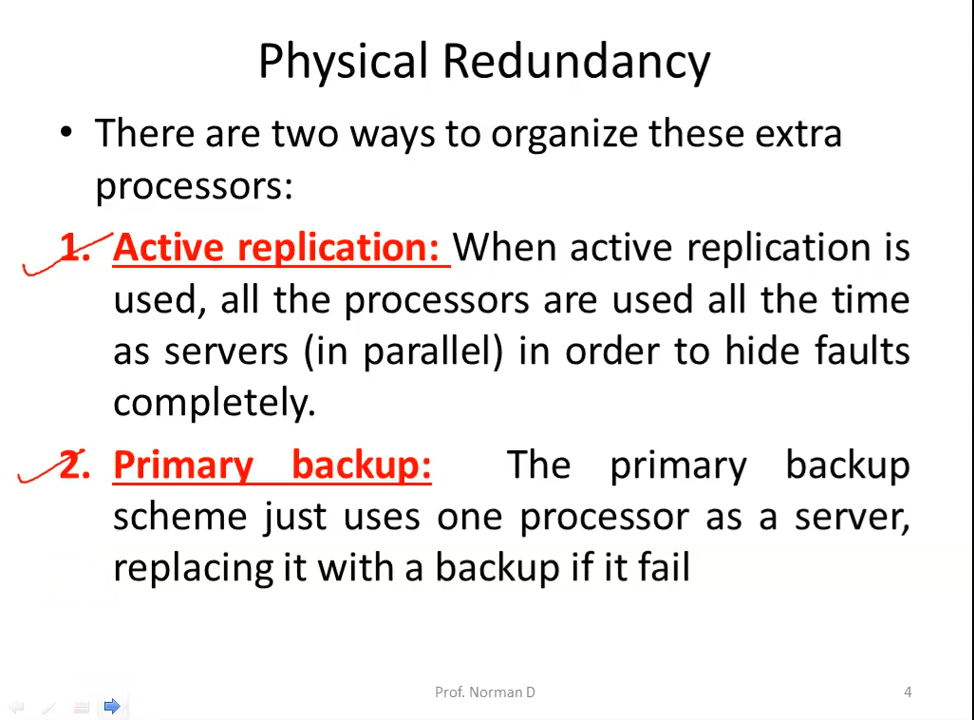 Physical Redundancy
• There are two ways to organize these extra
processors:
1. Active replication: When active replication is
used, all the processors are used all the time
as servers (in parallel) in order to hide faults
completely.
2. Primary backup: The primary backup
scheme just uses one processor as a server,
replacing it with a backup if it fail
Prof. Norman D
4